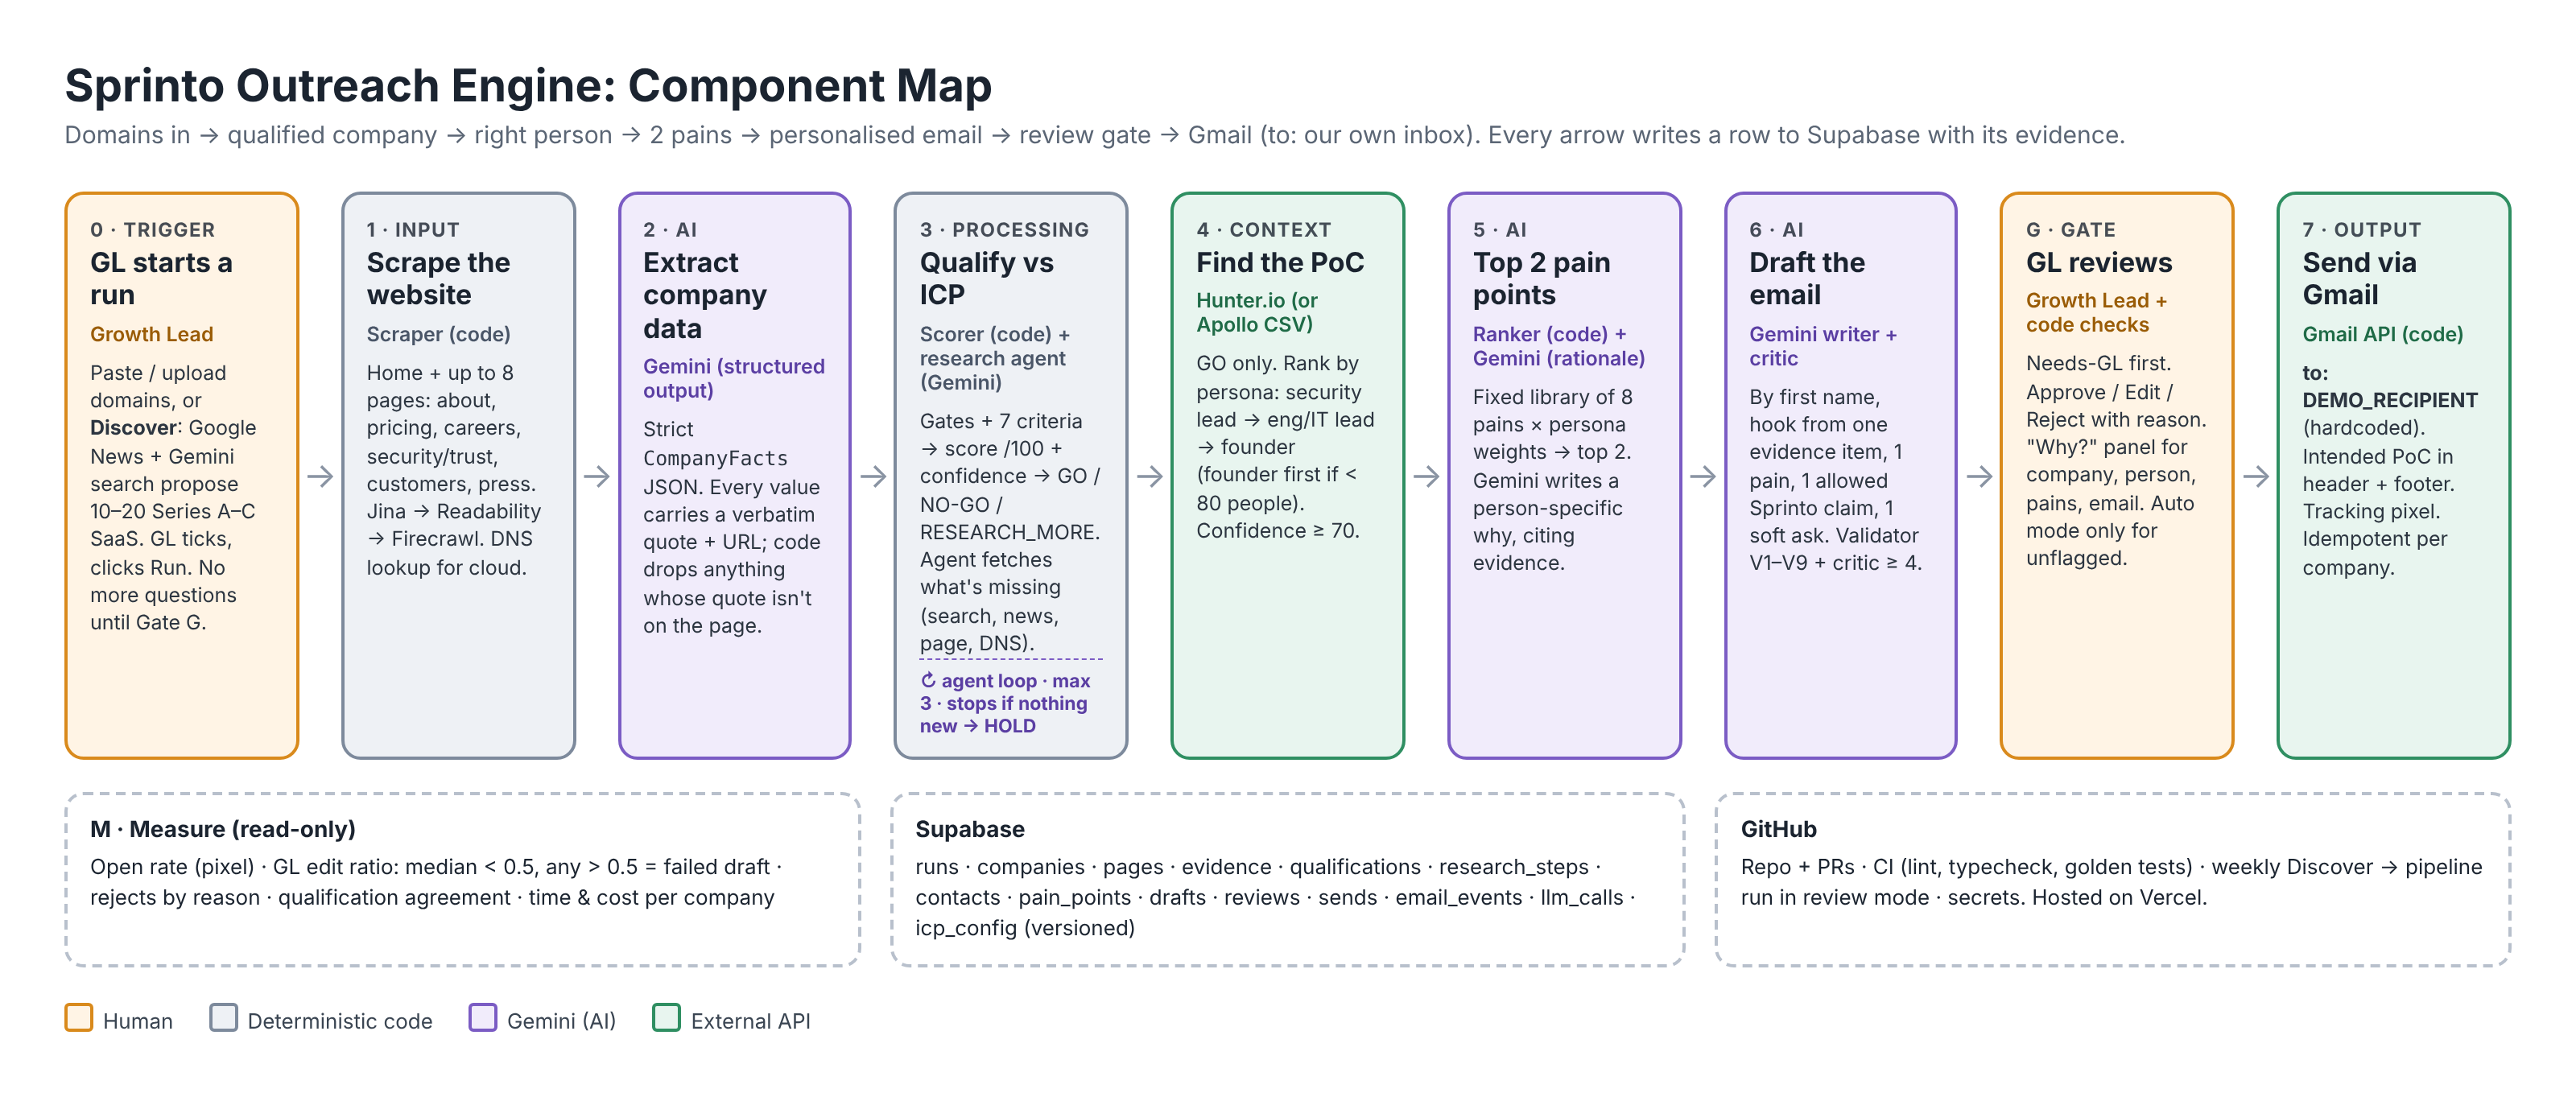 Sprinto Outreach Engine: Component Map
Domains in → qualified company → right person → 2 pains → personalised email → review gate → Gmail (to: our own inbox). Every arrow writes a row to Supabase with its evidence.
0 · TRIGGER
GL starts a
run
Growth Lead
Paste / upload
domains, or
Discover: Google
News + Gemini
search propose
10–20 Series A–C
SaaS. GL ticks,
clicks Run. No
more questions
until Gate G.
→
1 · INPUT
Scrape the
website
Scraper (code)
Home + up to 8
pages: about,
pricing, careers,
security/trust,
customers, press.
Jina → Readability
→ Firecrawl. DNS
lookup for cloud.
→
2 · AI
Extract
company
data
Gemini (structured
output)
Strict
CompanyFacts
JSON. Every value
carries a verbatim
quote + URL; code
drops anything
whose quote isn't
on the page.
→
3 · PROCESSING
Qualify vs
ICP
Scorer (code) +
research agent
(Gemini)
Gates + 7 criteria
→ score /100 +
confidence → GO /
NO-GO /
RESEARCH_MORE.
Agent fetches
what's missing
(search, news,
page, DNS).
↻ agent loop · max
3 · stops if nothing
new → HOLD
→
4 · CONTEXT
Find the PoC
Hunter.io (or
Apollo CSV)
GO only. Rank by
persona: security
lead → eng/IT lead
→ founder
(founder first if <
80 people).
Confidence ≥ 70.
→
5 · AI
Top 2 pain
points
Ranker (code) +
Gemini (rationale)
Fixed library of 8
pains × persona
weights → top 2.
Gemini writes a
person-specific
why, citing
evidence.
→
6 · AI
Draft the
email
Gemini writer +
critic
By first name,
hook from one
evidence item, 1
pain, 1 allowed
Sprinto claim, 1
soft ask. Validator
V1–V9 + critic ≥ 4.
→
G · GATE
GL reviews
Growth Lead +
code checks
Needs-GL first.
Approve / Edit /
Reject with reason.
"Why?" panel for
company, person,
pains, email. Auto
mode only for
unflagged.
→
7 · OUTPUT
Send via
Gmail
Gmail API (code)
to:
DEMO_RECIPIENT
(hardcoded).
Intended PoC in
header + footer.
Tracking pixel.
Idempotent per
company.
M · Measure (read-only)
Open rate (pixel) · GL edit ratio: median < 0.5, any > 0.5 = failed draft ·
rejects by reason · qualification agreement · time & cost per company
Supabase
runs · companies · pages · evidence · qualifications · research_steps ·
contacts · pain_points · drafts · reviews · sends · email_events · llm_calls ·
icp_config (versioned)
GitHub
Repo + PRs · CI (lint, typecheck, golden tests) · weekly Discover → pipeline
run in review mode · secrets. Hosted on Vercel.
Human
Deterministic code
Gemini (AI)
External API